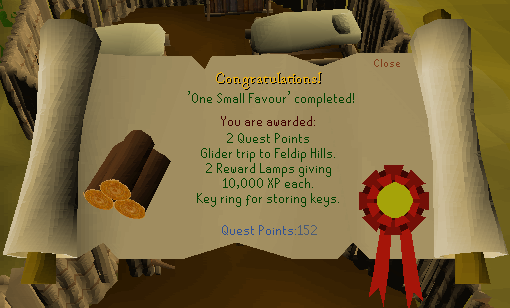 Close
Congratulations!
'One Small Favour' completed!
You are awarded:
2 Quest Points
Glider trip to Feldip Hills.
2 Reward Lamps giving
10,000 XP each.
Key ring for storing keys.
Quest Points:152